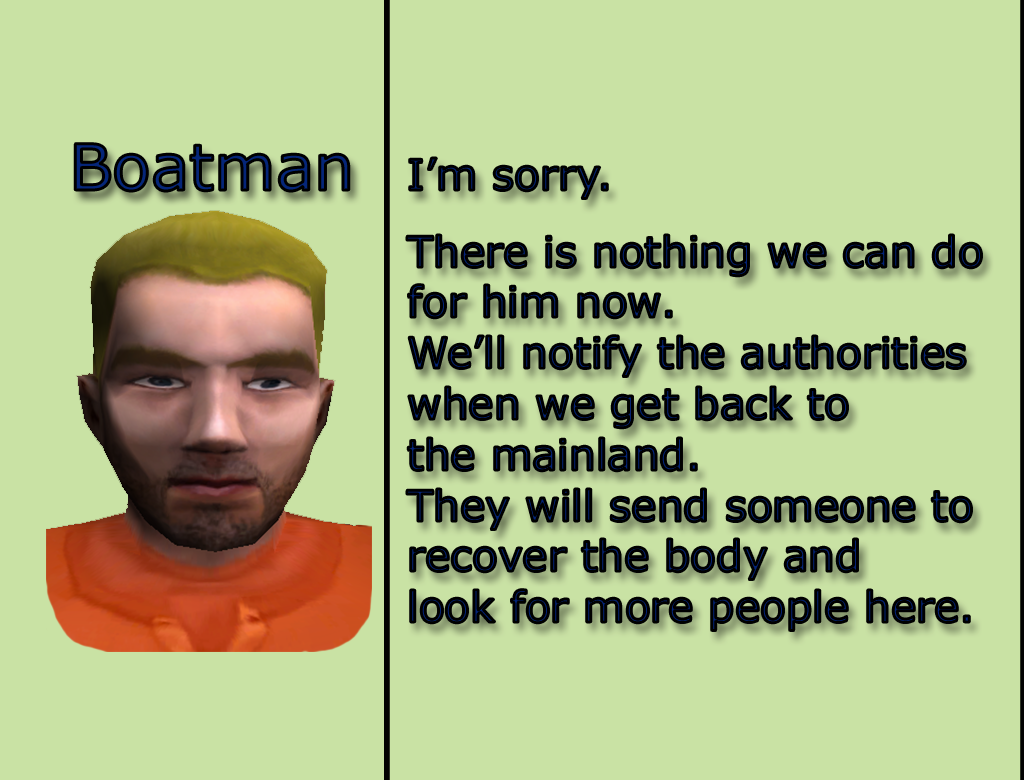 Boatman
I’m sorry.
There is nothing we can do
for him now.
We’ll notify the authorities
when we get back to
the mainland.
They will send someone to
recover the body and
look for more people here.